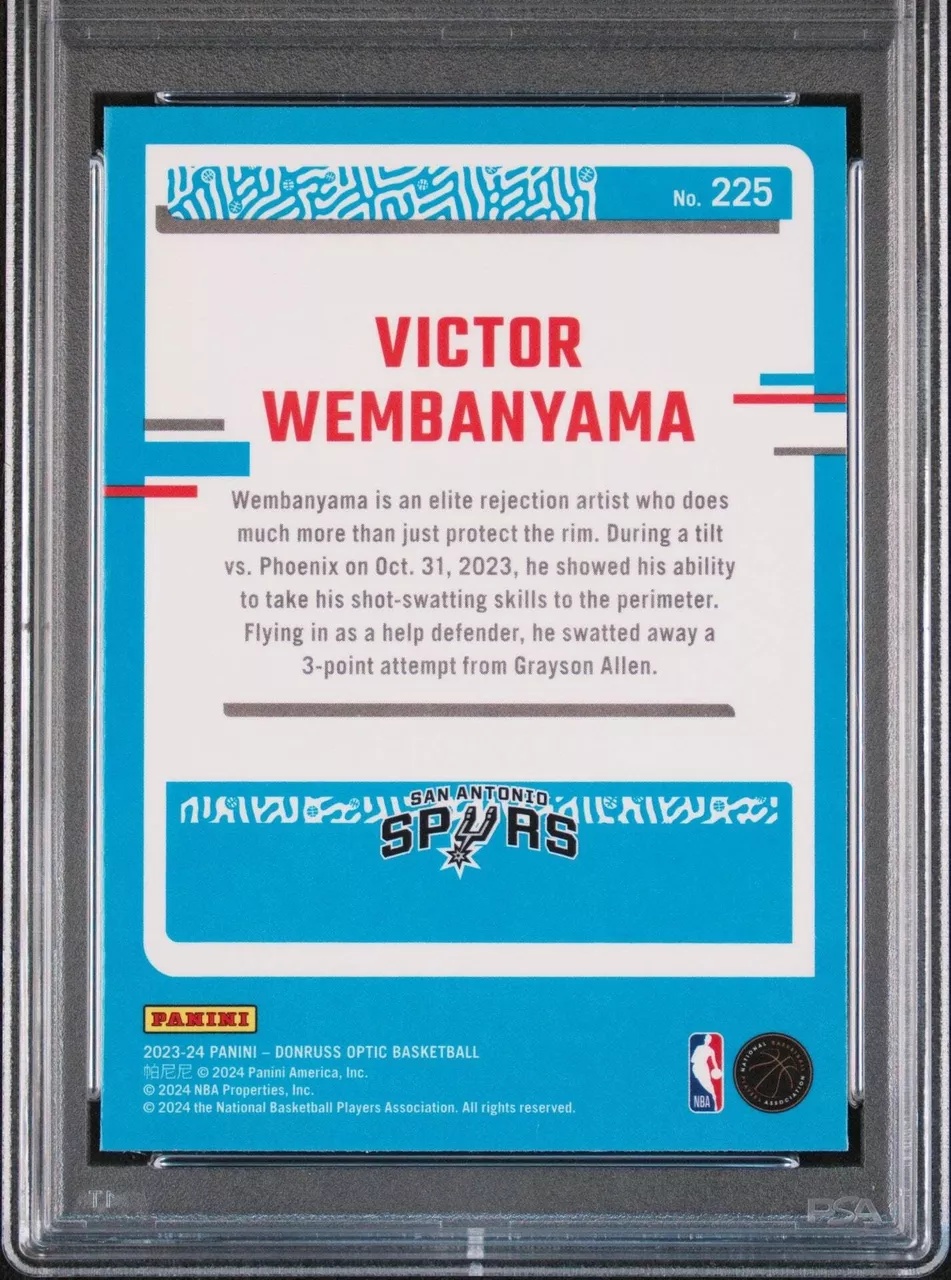 No. 225
VICTOR
WEMBANYAMA
Wembanyama is an elite rejection artist who does
much more than just protect the rim. During a tilt
vs. Phoenix on Oct. 31, 2023, he showed his ability
to take his shot-swatting skills to the perimeter.
Flying in as a help defender, he swatted away a
3-point attempt from Grayson Allen.
SAN ANTONIO
SPURS
PANINI
2023-24 PANINI – DONRUSS OPTIC BASKETBALL
帕尼尼 © 2024 Panini America, Inc.
© 2024 NBA Properties, Inc.
© 2024 the National Basketball Players Association. All rights reserved.
NBA
NATIONAL BASKETBALL
PLAYERS ASSOCIATION
PSA